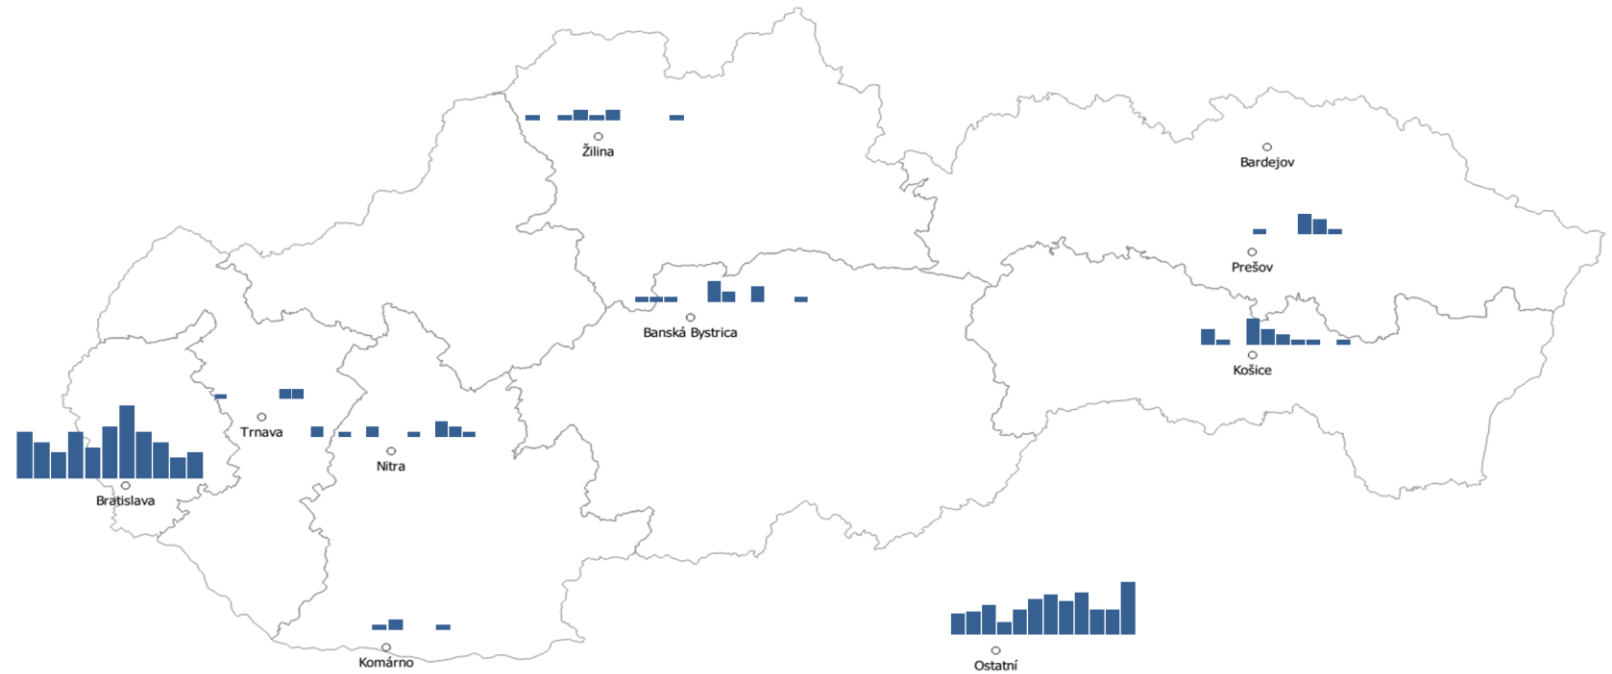 Žilina
Bardejov
Prešov
Banská Bystrica
Košice
Trnava
Nitra
Bratislava
Komárno
Ostatní